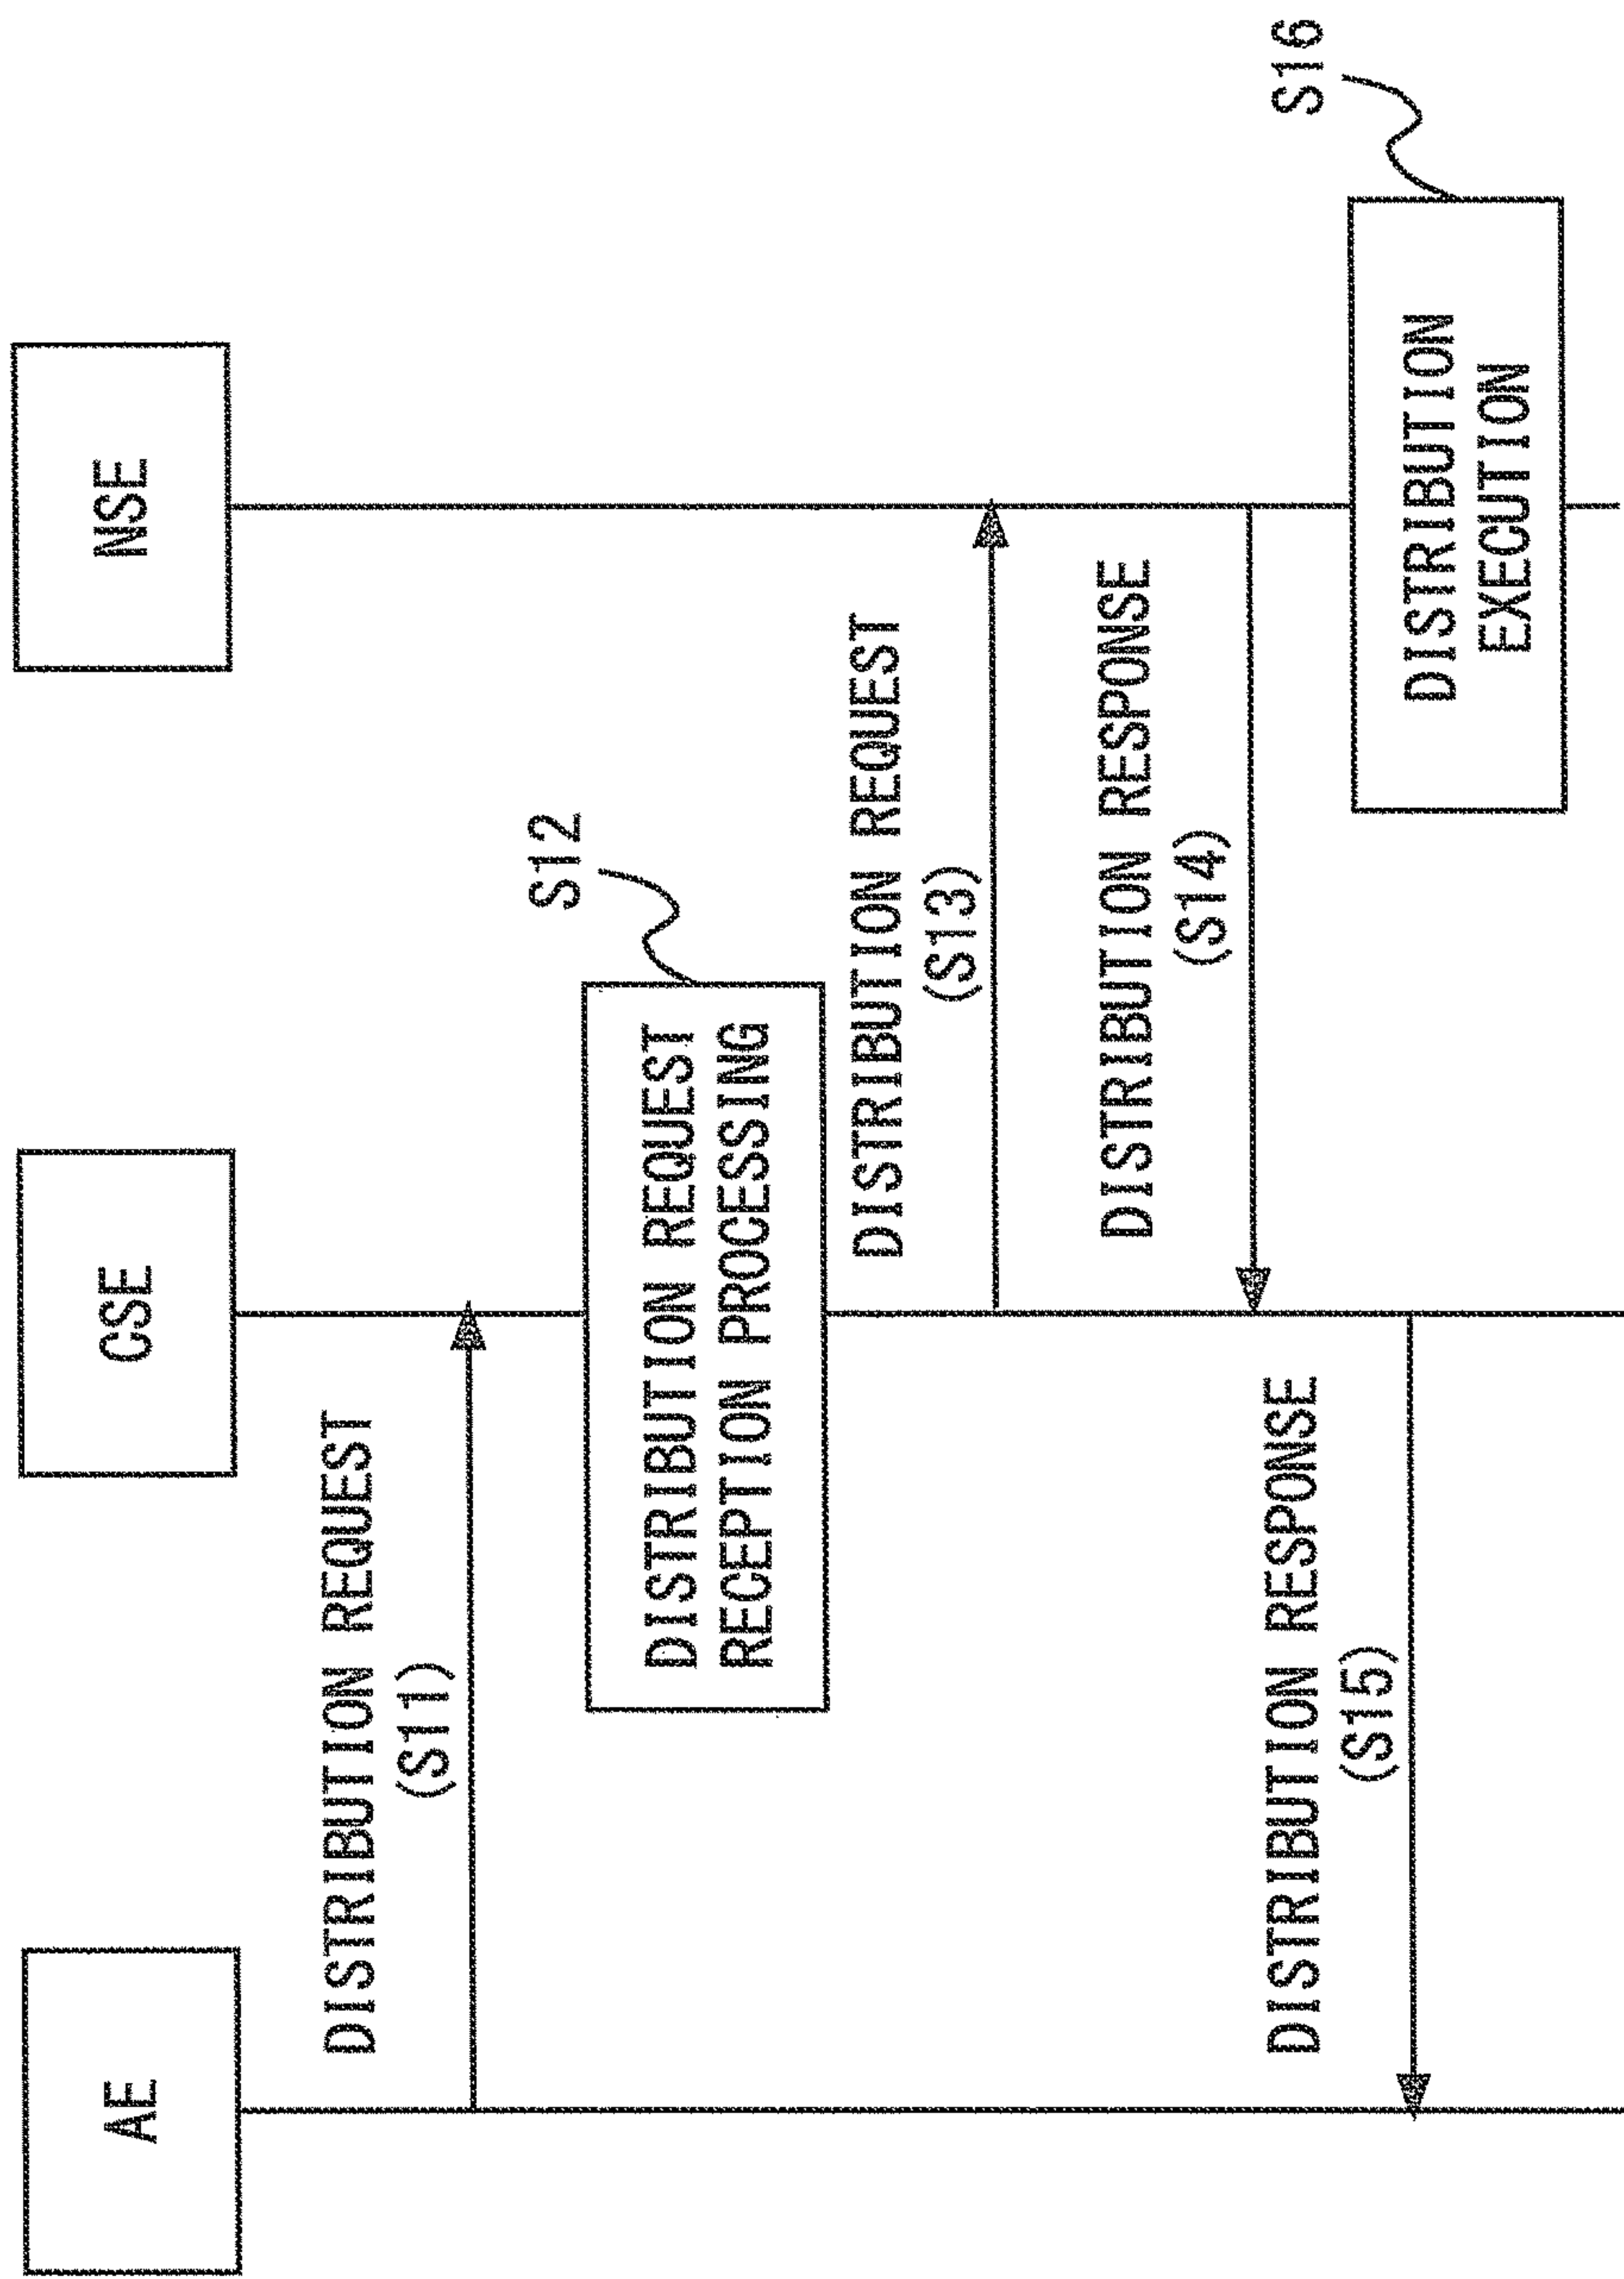 AE
CSE
NSE
DISTRIBUTION REQUEST
(S11)
S12
DISTRIBUTION REQUEST
RECEPTION PROCESSING
DISTRIBUTION REQUEST
(S13)
DISTRIBUTION RESPONSE
(S14)
DISTRIBUTION RESPONSE
(S15)
S16
DISTRIBUTION
EXECUTION